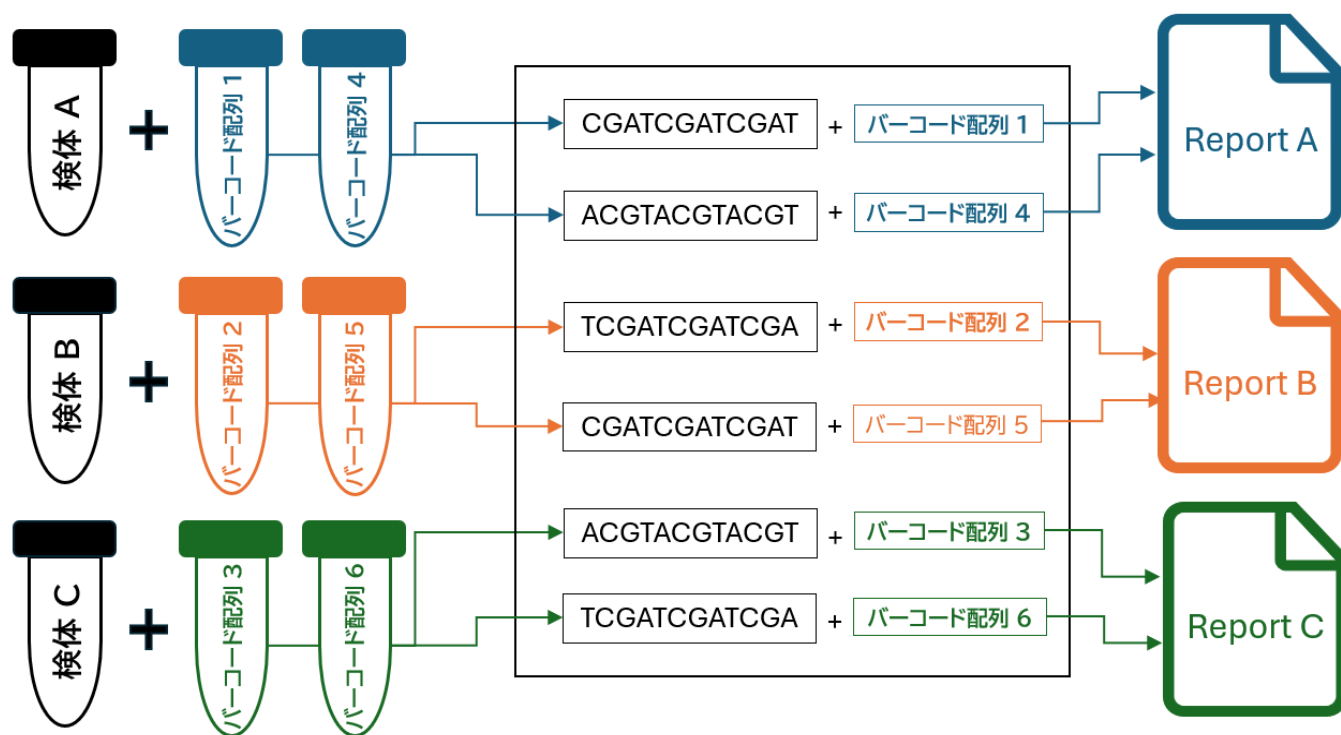 検体 A
バーコード配列 1
バーコード配列 4
CGATCGATCGAT + バーコード配列 1
ACGTACGTACGT + バーコード配列 4
Report A
検体 B
バーコード配列 2
バーコード配列 5
TCGATCGATCGA + バーコード配列 2
CGATCGATCGAT + バーコード配列 5
Report B
検体 C
バーコード配列 3
バーコード配列 6
ACGTACGTACGT + バーコード配列 3
TCGATCGATCGA + バーコード配列 6
Report C